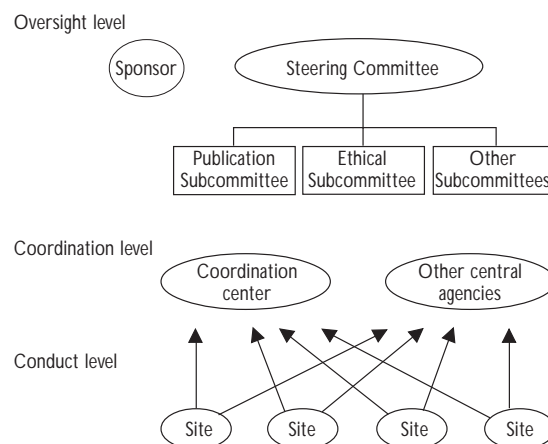 Oversight level
Sponsor
Steering Committee
Publication
Subcommittee
Ethical
Subcommittee
Other
Subcommittees
Coordination level
Coordination
center
Other central
agencies
Conduct level
Site
Site
Site
Site